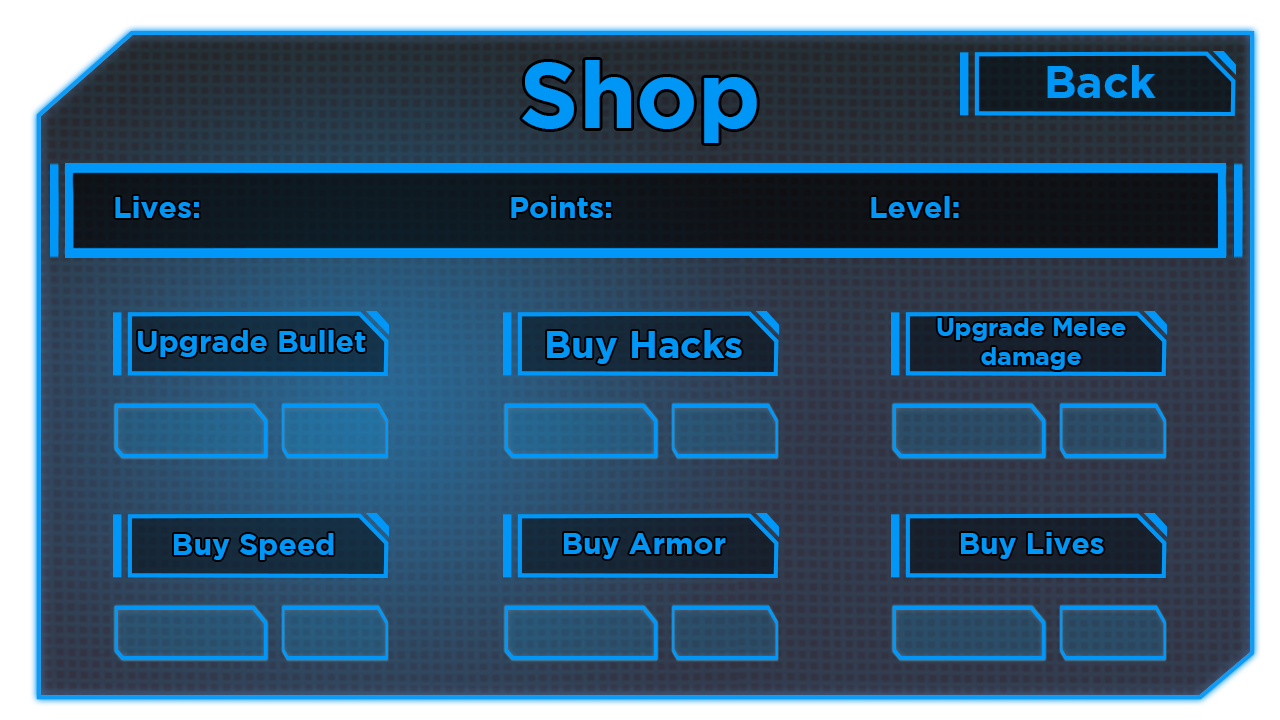 Shop
Back
Lives:
Points:
Level:
Upgrade Bullet
Buy Hacks
Upgrade Melee
damage
Buy Speed
Buy Armor
Buy Lives